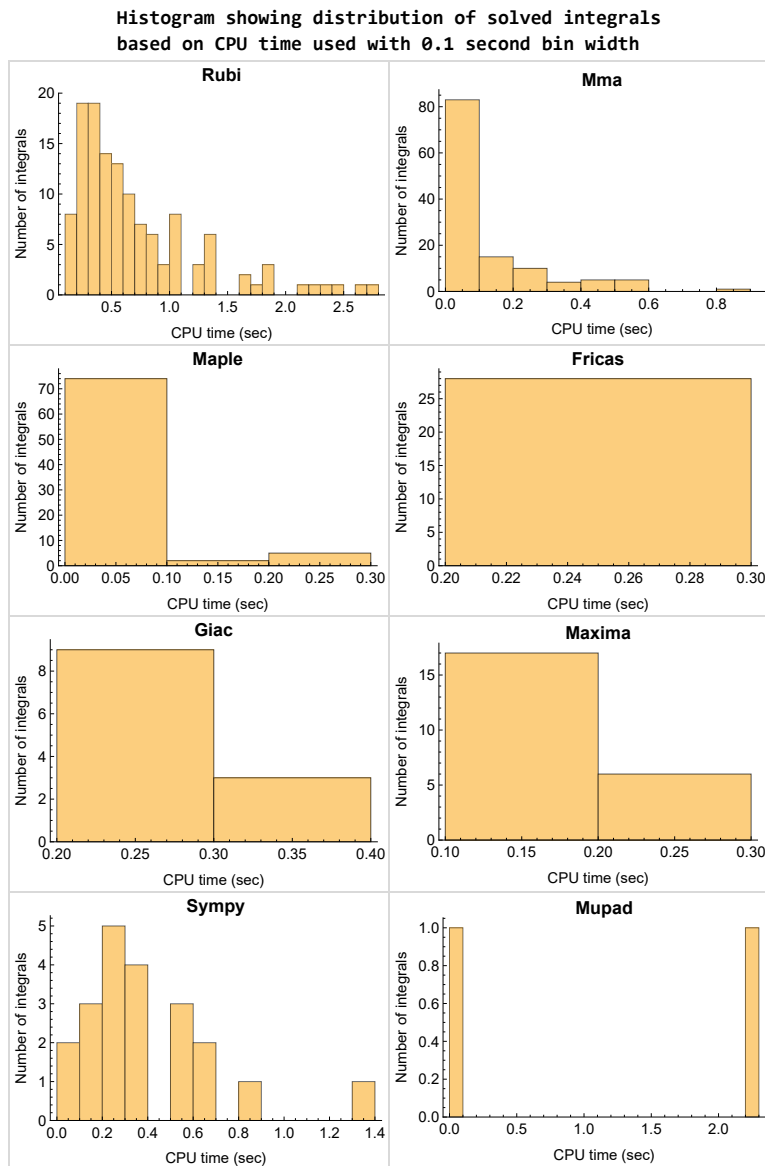 Histogram showing distribution of solved integrals
based on CPU time used with 0.1 second bin width
Rubi
Number of integrals
20
15
10
5
0
0.5 1.0 1.5 2.0 2.5
CPU time (sec)
Mma
Number of integrals
80
60
40
20
0
0.0 0.2 0.4 0.6 0.8
CPU time (sec)
Maple
Number of integrals
70
60
50
40
30
20
10
0
0.00 0.05 0.10 0.15 0.20 0.25 0.30
CPU time (sec)
Fricas
Number of integrals
25
20
15
10
5
0
0.20 0.22 0.24 0.26 0.28 0.30
CPU time (sec)
Giac
Number of integrals
8
6
4
2
0
0.20 0.25 0.30 0.35 0.40
CPU time (sec)
Maxima
Number of integrals
15
10
5
0
0.10 0.15 0.20 0.25 0.30
CPU time (sec)
Sympy
Number of integrals
5
4
3
2
1
0
0.0 0.2 0.4 0.6 0.8 1.0 1.2 1.4
CPU time (sec)
Mupad
Number of integrals
1.0
0.8
0.6
0.4
0.2
0.0
0.0 0.5 1.0 1.5 2.0
CPU time (sec)